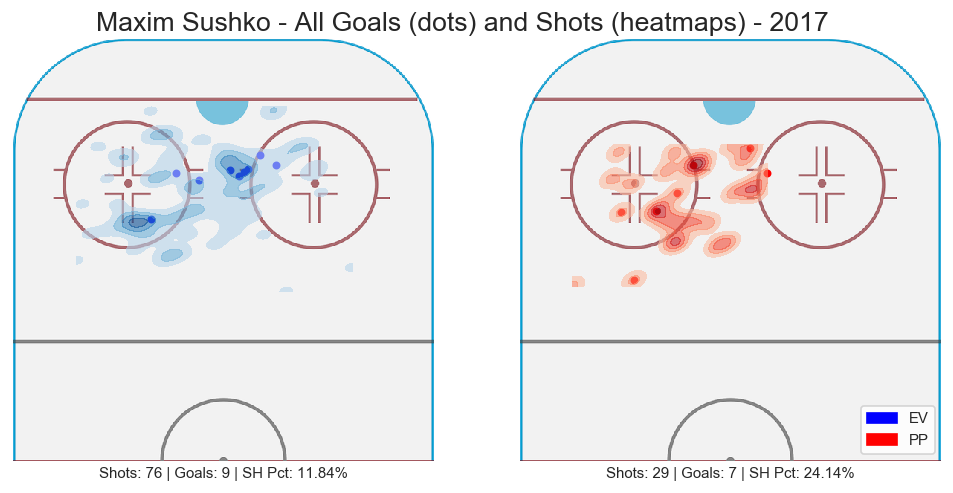 Maxim Sushko - All Goals (dots) and Shots (heatmaps) - 2017
EV
PP
Shots: 76 | Goals: 9 | SH Pct: 11.84%
Shots: 29 | Goals: 7 | SH Pct: 24.14%